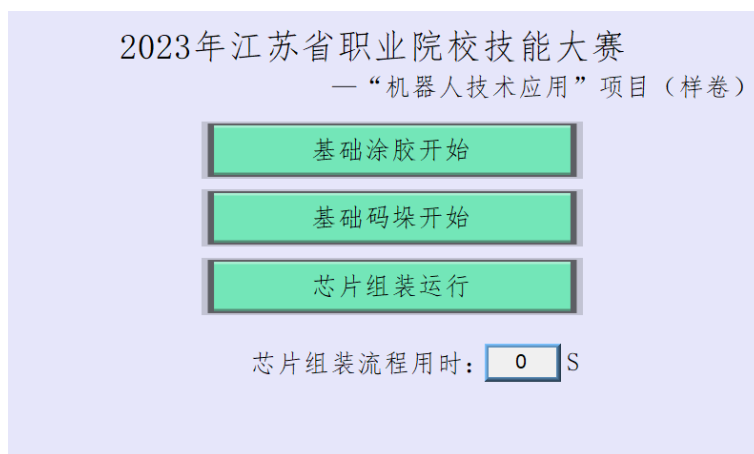 2023年江苏省职业院校技能大赛
—“机器人技术应用”项目（样卷）
基础涂胶开始
基础码垛开始
芯片组装运行
芯片组装流程用时：0 S